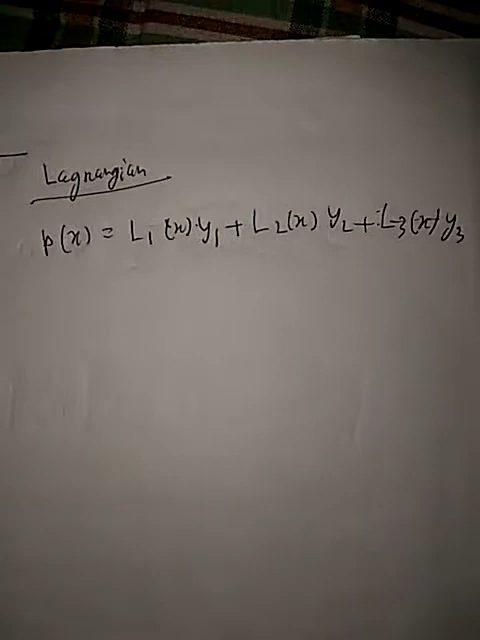 Lagrangian
p(x) = L₁(x) y₁ + L₂(x) y₂ + L₃(x) y₃